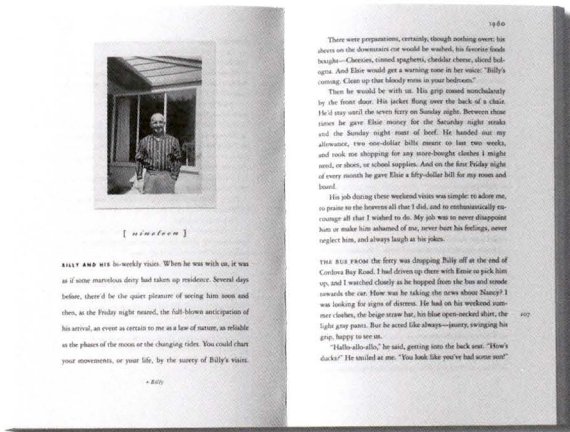 [ nineteen ]
BILLY AND HIS bi-weekly visits. When he was with us, it was
as if some marvelous deity had taken up residence. Several days
before, there'd be the quiet pleasure of seeing him soon and
then, as the Friday night neared, the full-blown anticipation of
his arrival, an event as certain to me as a law of nature, as reliable
as the phases of the moon or the changing tides. You could chart
your movements, or your life, by the surety of Billy's visits.
• Billy
1960
There were preparations, certainly, though nothing overt: his
sheets on the downstairs cot would be washed, his favorite foods
bought—Cheezies, tinned spaghetti, cheddar cheese, sliced bol-
ogna. And Elsie would get a warning tone in her voice: "Billy's
coming. Clean up that bloody room in your bedroom."
Then he would be with us. His grip tossed nonchalantly
by the front door. His jacket flung over the back of a chair.
He'd stay until the seven ferry on Sunday night. Between those
times he gave Elsie money for the Saturday night steaks
and the Sunday night roast of beef. He handed out my
allowance, two one-dollar bills meant to last two weeks,
and took me shopping for any store-bought clothes I might
need, or shoes, or school supplies. And on the first Friday night
of every month he gave Elsie a fifty-dollar bill for my room and
board.
His job during these weekend visits was simple: to adore me,
to praise to the heavens all that I did, and to enthusiastically en-
courage all that I wished to do. My job was to never disappoint
him or make him ashamed of me, never hurt his feelings, never
neglect him, and always laugh at his jokes.
THE BUS FROM the ferry was dropping Billy off at the end of
Cordova Bay Road. I had driven up there with Ernie to pick him
up, and I watched closely as he hopped from the bus and strode
towards the car. How was he taking the news about Nancy? I
was looking for signs of distress. He had on his weekend sum-
mer clothes, the beige straw hat, his blue open-necked shirt, the
light gray pants. But he acted like always—jaunty, swinging his
grip, happy to see us.
"Hallo-allo-allo," he said, getting into the back seat. "How's
ducks?" He smiled at me. "You look like you've had some sun!"
107